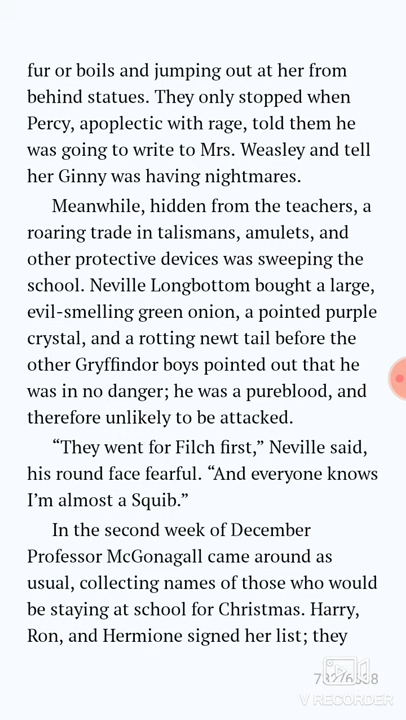 fur or boils and jumping out at her from
behind statues. They only stopped when
Percy, apoplectic with rage, told them he
was going to write to Mrs. Weasley and tell
her Ginny was having nightmares.
Meanwhile, hidden from the teachers, a
roaring trade in talismans, amulets, and
other protective devices was sweeping the
school. Neville Longbottom bought a large,
evil-smelling green onion, a pointed purple
crystal, and a rotting newt tail before the
other Gryffindor boys pointed out that he
was in no danger; he was a pureblood, and
therefore unlikely to be attacked.
“They went for Filch first,” Neville said,
his round face fearful. “And everyone knows
I’m almost a Squib.”
In the second week of December
Professor McGonagall came around as
usual, collecting names of those who would
be staying at school for Christmas. Harry,
Ron, and Hermione signed her list; they
V RECORDER